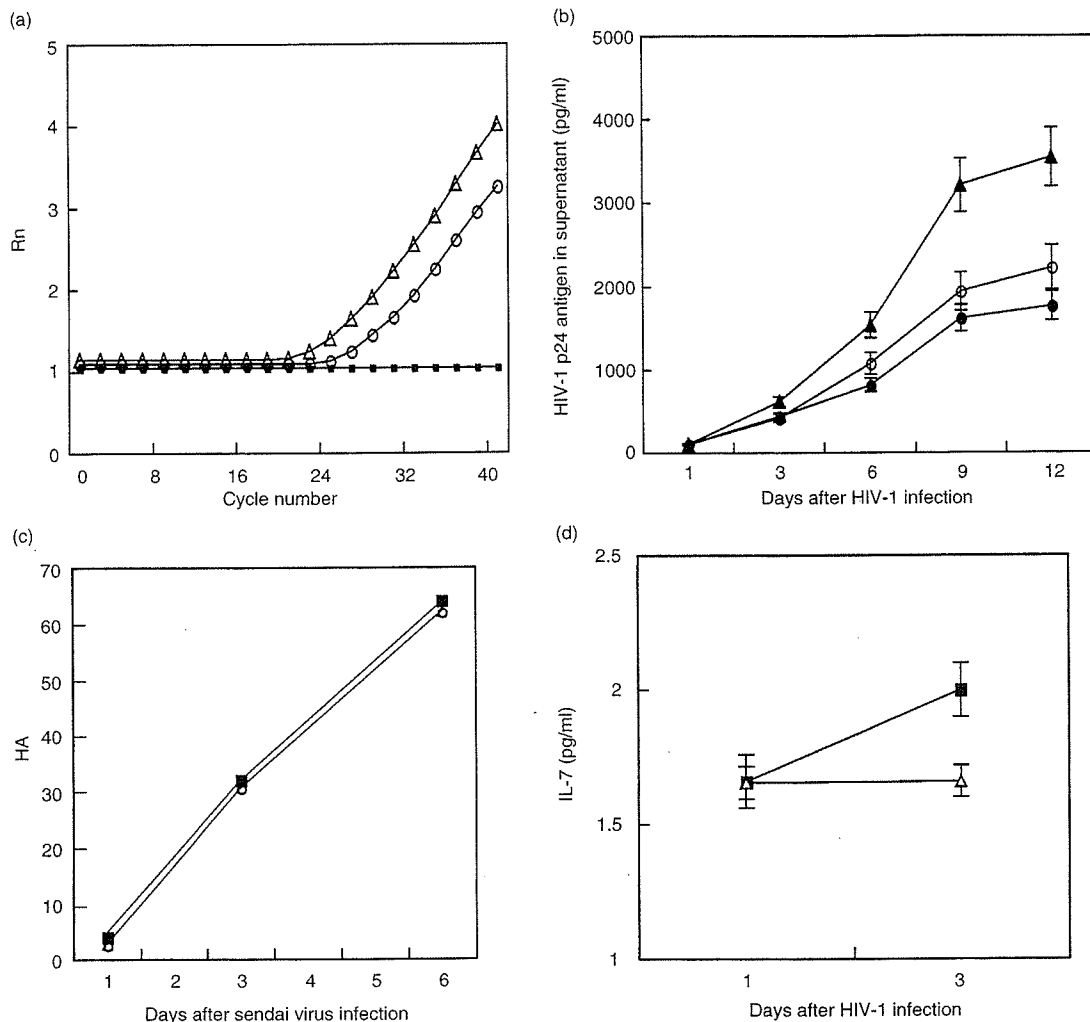 (a)
5
4
3
2
1
Rn
0 8 16 24 32 40
Cycle number
(b)
5000
4000
3000
2000
1000
0
HIV-1 p24 antigen in supernatant (pg/ml)
1 3 6 9 12
Days after HIV-1 infection
(c)
70
60
50
40
30
20
10
0
HA
1 2 3 4 5 6
Days after sendai virus infection
(d)
2.5
2
1.5
1
IL-7 (pg/ml)
1 3
Days after HIV-1 infection